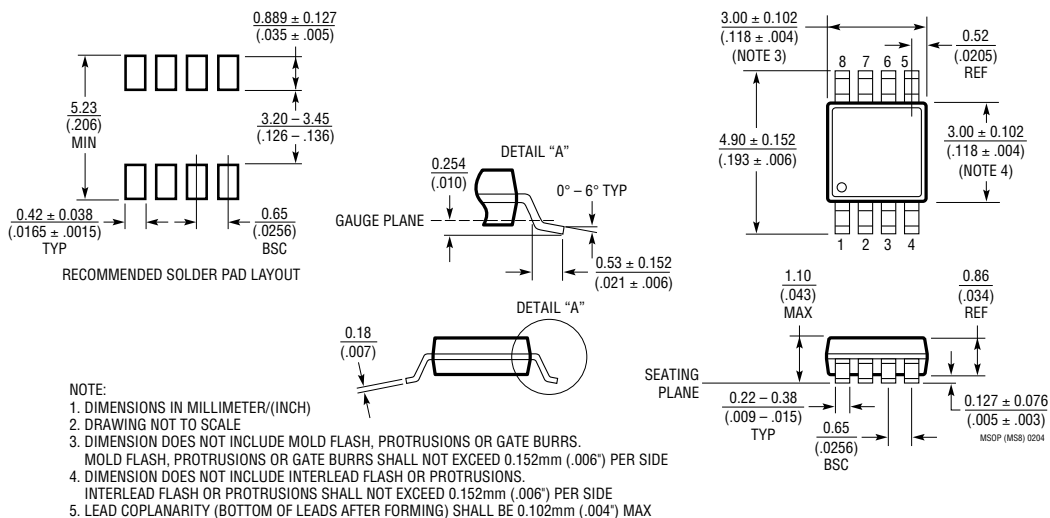 0.889 ± 0.127
(.035 ± .005)
5.23
(.206)
MIN
3.20 – 3.45
(.126 – .136)
0.42 ± 0.038
(.0165 ± .0015)
TYP
0.65
(.0256)
BSC
RECOMMENDED SOLDER PAD LAYOUT
DETAIL “A”
0.254
(.010)
0° – 6° TYP
GAUGE PLANE
0.53 ± 0.152
(.021 ± .006)
DETAIL “A”
0.18
(.007)
3.00 ± 0.102
(.118 ± .004)
(NOTE 3)
0.52
(.0205)
REF
8 7 6 5
4.90 ± 0.152
(.193 ± .006)
3.00 ± 0.102
(.118 ± .004)
(NOTE 4)
1 2 3 4
1.10
(.043)
MAX
0.86
(.034)
REF
SEATING
PLANE
0.22 – 0.38
(.009 – .015)
TYP
0.65
(.0256)
BSC
0.127 ± 0.076
(.005 ± .003)
MSOP (MS8) 0204
NOTE:
1. DIMENSIONS IN MILLIMETER/(INCH)
2. DRAWING NOT TO SCALE
3. DIMENSION DOES NOT INCLUDE MOLD FLASH, PROTRUSIONS OR GATE BURRS.
MOLD FLASH, PROTRUSIONS OR GATE BURRS SHALL NOT EXCEED 0.152mm (.006") PER SIDE
4. DIMENSION DOES NOT INCLUDE INTERLEAD FLASH OR PROTRUSIONS.
INTERLEAD FLASH OR PROTRUSIONS SHALL NOT EXCEED 0.152mm (.006") PER SIDE
5. LEAD COPLANARITY (BOTTOM OF LEADS AFTER FORMING) SHALL BE 0.102mm (.004") MAX